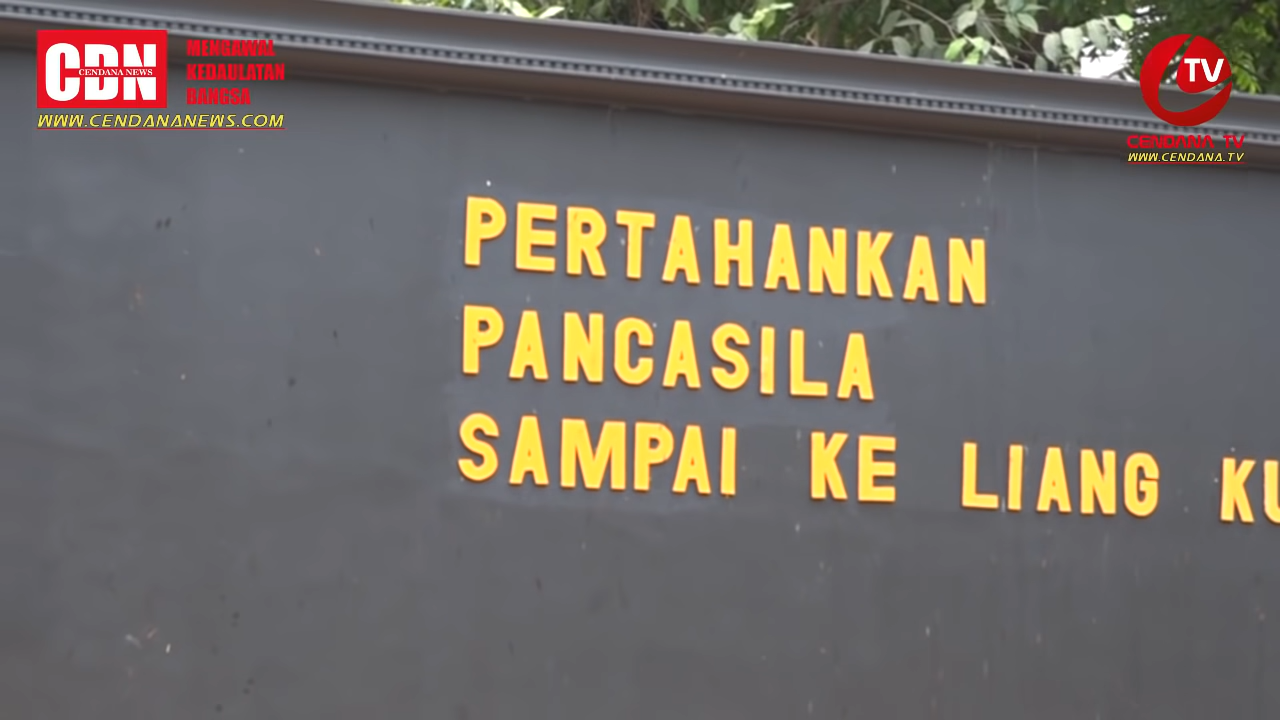 CDN
CENDANA NEWS
MENGAWAL
KEDAULATAN
BANGSA
WWW.CENDANANEWS.COM
TV
CENDANA TV
WWW.CENDANA.TV
PERTAHANKAN
PANCASILA
SAMPAI KE LIANG KU